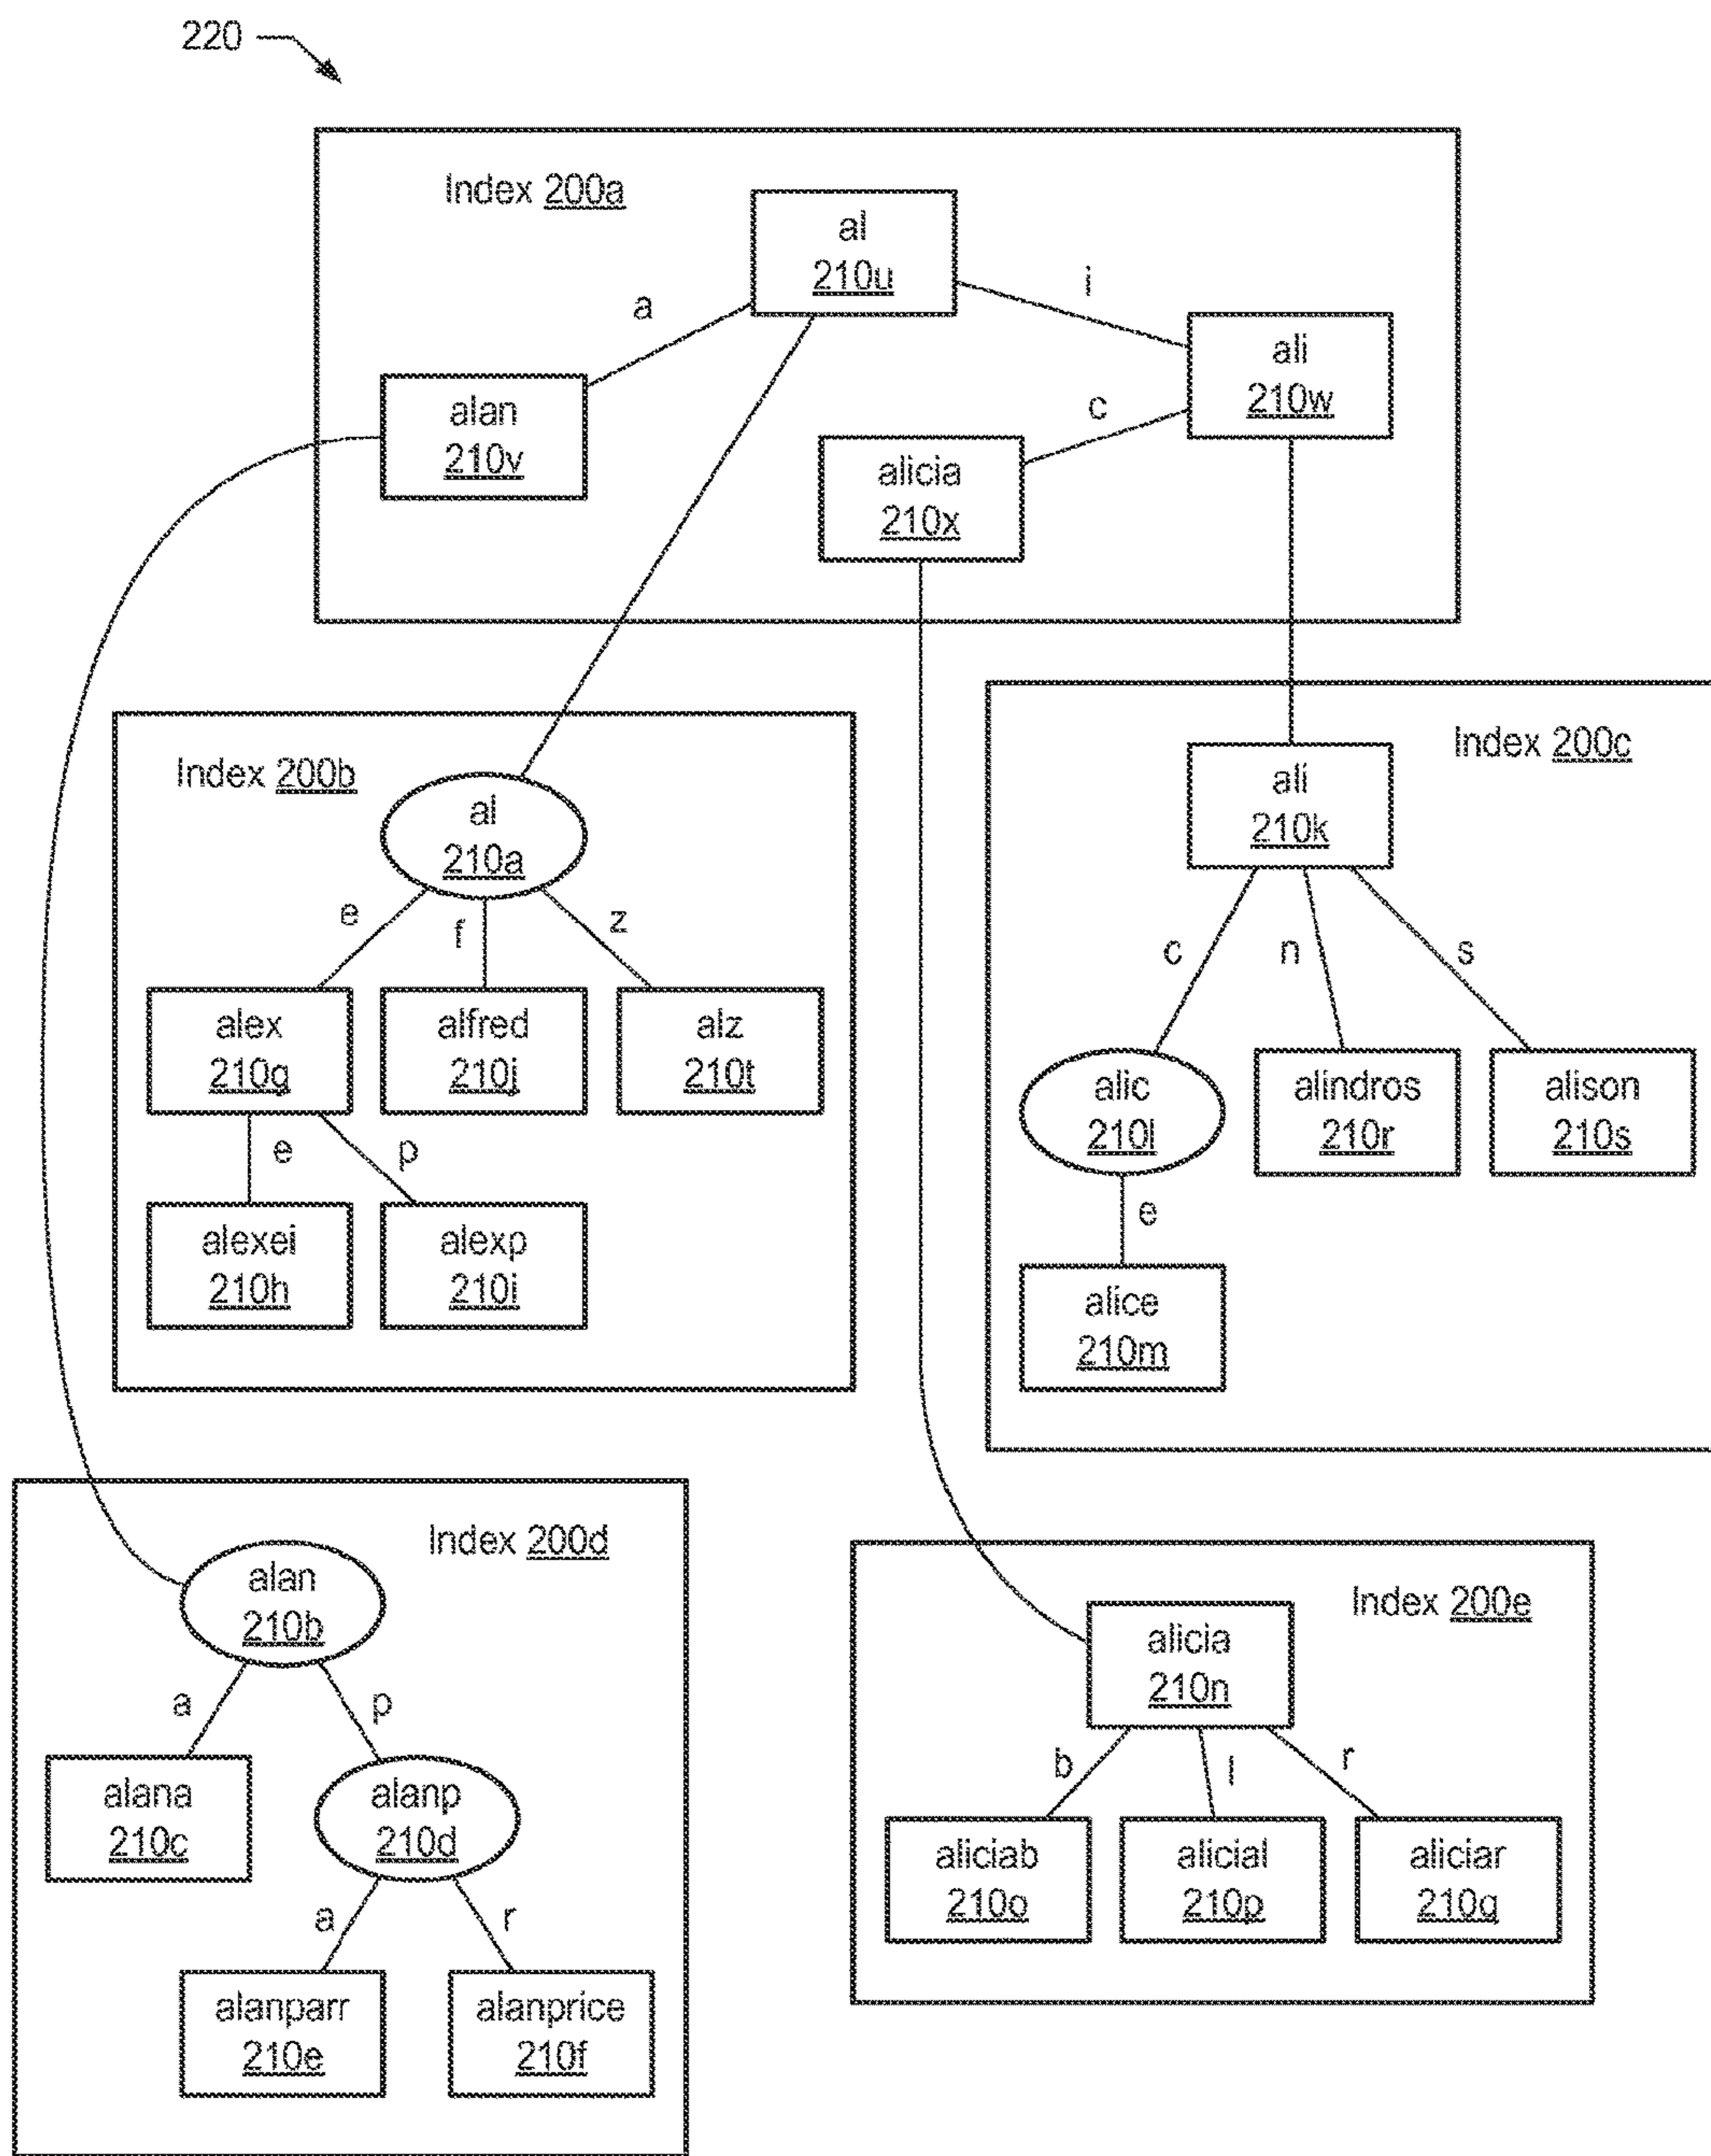 220
Index 200a
al
210u
a
i
alan
210v
ali
210w
c
alicia
210x
Index 200b
al
210a
e
f
z
alex
210g
alfred
210j
alz
210t
e
p
alexei
210h
alexp
210i
Index 200c
ali
210k
c
n
s
alic
210l
alindros
210r
alison
210s
e
alice
210m
Index 200d
alan
210b
a
p
alana
210c
alanp
210d
a
r
alanparr
210e
alanprice
210f
Index 200e
alicia
210n
b
l
r
aliciab
210o
alicial
210p
aliciar
210q